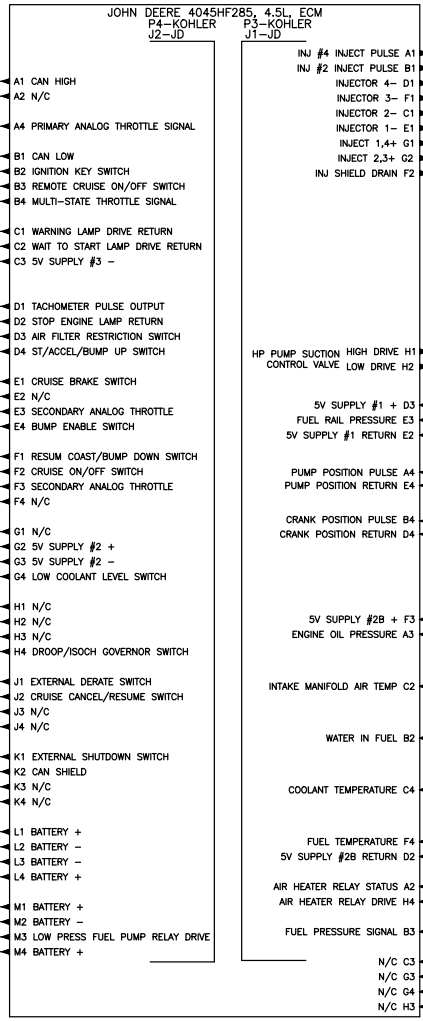 JOHN DEERE 4045HF285, 4.5L, ECM
P4-KOHLER
J2-JD
A1 CAN HIGH
A2 N/C
A4 PRIMARY ANALOG THROTTLE SIGNAL
B1 CAN LOW
B2 IGNITION KEY SWITCH
B3 REMOTE CRUISE ON/OFF SWITCH
B4 MULTI-STATE THROTTLE SIGNAL
C1 WARNING LAMP DRIVE RETURN
C2 WAIT TO START LAMP DRIVE RETURN
C3 5V SUPPLY #3 -
D1 TACHOMETER PULSE OUTPUT
D2 STOP ENGINE LAMP RETURN
D3 AIR FILTER RESTRICTION SWITCH
D4 ST/ACCEL/BUMP UP SWITCH
E1 CRUISE BRAKE SWITCH
E2 N/C
E3 SECONDARY ANALOG THROTTLE
E4 BUMP ENABLE SWITCH
F1 RESUM COAST/BUMP DOWN SWITCH
F2 CRUISE ON/OFF SWITCH
F3 SECONDARY ANALOG THROTTLE
F4 N/C
G1 N/C
G2 5V SUPPLY #2 +
G3 5V SUPPLY #2 -
G4 LOW COOLANT LEVEL SWITCH
H1 N/C
H2 N/C
H3 N/C
H4 DROOP/ISOCH GOVERNOR SWITCH
J1 EXTERNAL DERATE SWITCH
J2 CRUISE CANCEL/RESUME SWITCH
J3 N/C
J4 N/C
K1 EXTERNAL SHUTDOWN SWITCH
K2 CAN SHIELD
K3 N/C
K4 N/C
L1 BATTERY +
L2 BATTERY -
L3 BATTERY -
L4 BATTERY +
M1 BATTERY +
M2 BATTERY -
M3 LOW PRESS FUEL PUMP RELAY DRIVE
M4 BATTERY +
P3-KOHLER
J1-JD
INJ #4 INJECT PULSE A1
INJ #2 INJECT PULSE B1
INJECTOR 4- D1
INJECTOR 3- F1
INJECTOR 2- C1
INJECTOR 1- E1
INJECT 1,4+ G1
INJECT 2,3+ G2
INJ SHIELD DRAIN F2
HP PUMP SUCTION HIGH DRIVE H1
CONTROL VALVE LOW DRIVE H2
5V SUPPLY #1 + D3
FUEL RAIL PRESSURE E3
5V SUPPLY #1 RETURN E2
PUMP POSITION PULSE A4
PUMP POSITION RETURN E4
CRANK POSITION PULSE B4
CRANK POSITION RETURN D4
5V SUPPLY #2B + F3
ENGINE OIL PRESSURE A3
INTAKE MANIFOLD AIR TEMP C2
WATER IN FUEL B2
COOLANT TEMPERATURE C4
FUEL TEMPERATURE F4
5V SUPPLY #2B RETURN D2
AIR HEATER RELAY STATUS A2
AIR HEATER RELAY DRIVE H4
FUEL PRESSURE SIGNAL B3
N/C C3
N/C G3
N/C G4
N/C H3